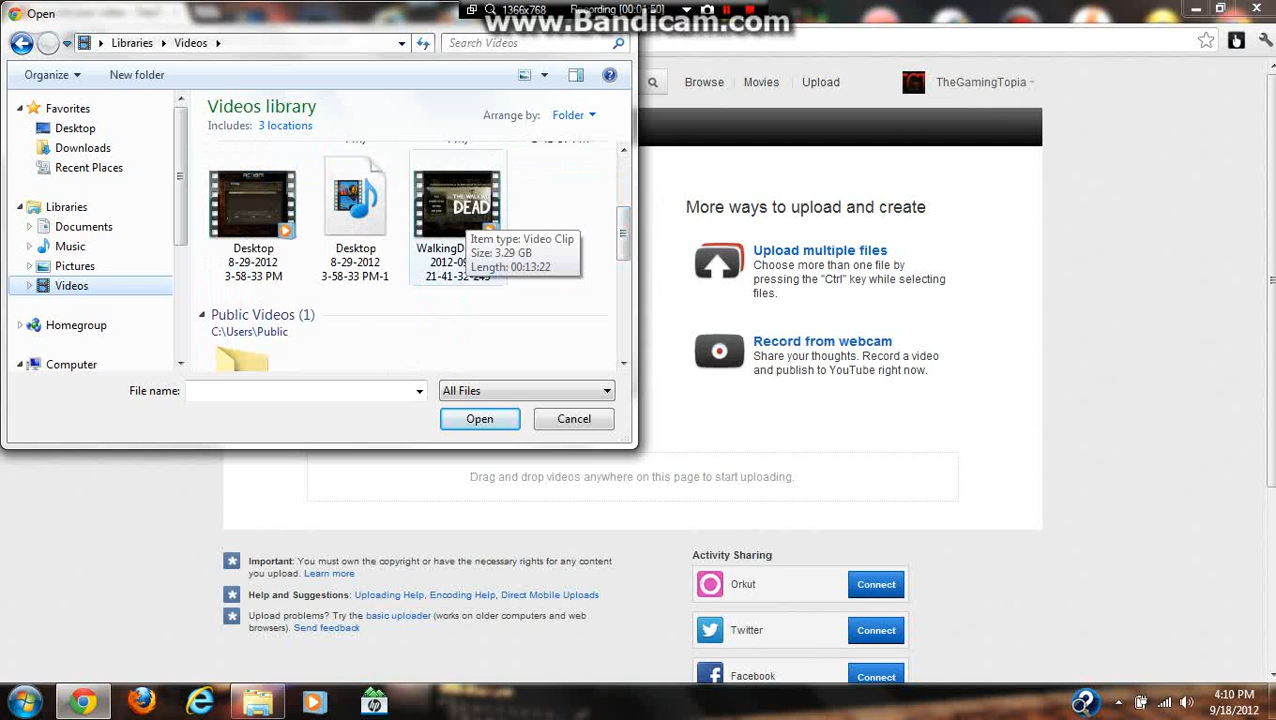 Open
1366x768
Recording [00:01:50]
www.Bandicam.com
Libraries
Videos
Search Videos
Organize
New folder
Favorites
Desktop
Downloads
Recent Places
Libraries
Documents
Music
Pictures
Videos
Homegroup
Computer
Videos library
Includes: 3 locations
Arrange by: Folder
Desktop
8-29-2012
3-58-33 PM
Desktop
8-29-2012
3-58-33 PM-1
THE WALKING
DEAD
21-41-32-243
Item type: Video Clip
Size: 3.29 GB
Length: 00:13:22
Public Videos (1)
C:\Users\Public
File name:
All Files
Open
Cancel
Browse
Movies
Upload
TheGamingTopia
More ways to upload and create
Upload multiple files
Choose more than one file by
pressing the "Ctrl" key while selecting
files.
Record from webcam
Share your thoughts. Record a video
and publish to YouTube right now.
Drag and drop videos anywhere on this page to start uploading.
Important: You must own the copyright or have the necessary rights for any content
you upload. Learn more
Help and Suggestions: Uploading Help, Encoding Help, Direct Mobile Uploads
Upload problems? Try the basic uploader (works on older computers and web
browsers). Send feedback
Activity Sharing
Orkut
Connect
Twitter
Connect
Facebook
Connect
4:10 PM
9/18/2012